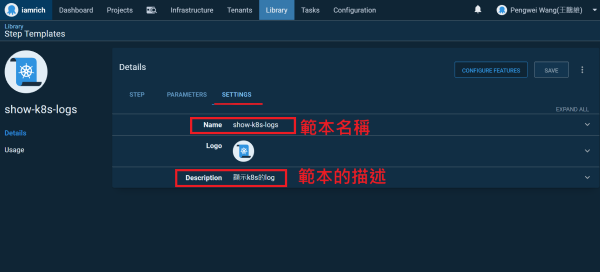 iamrich Dashboard Projects Infrastructure Tenants Library Tasks Configuration Pengwei Wang(王鵬維)
Library
Step Templates
show-k8s-logs
Details
Usage
Details
CONFIGURE FEATURES
SAVE
STEP PARAMETERS SETTINGS
EXPAND ALL
Name show-k8s-logs 範本名稱
Logo
Description 顯示k8s的log 範本的描述